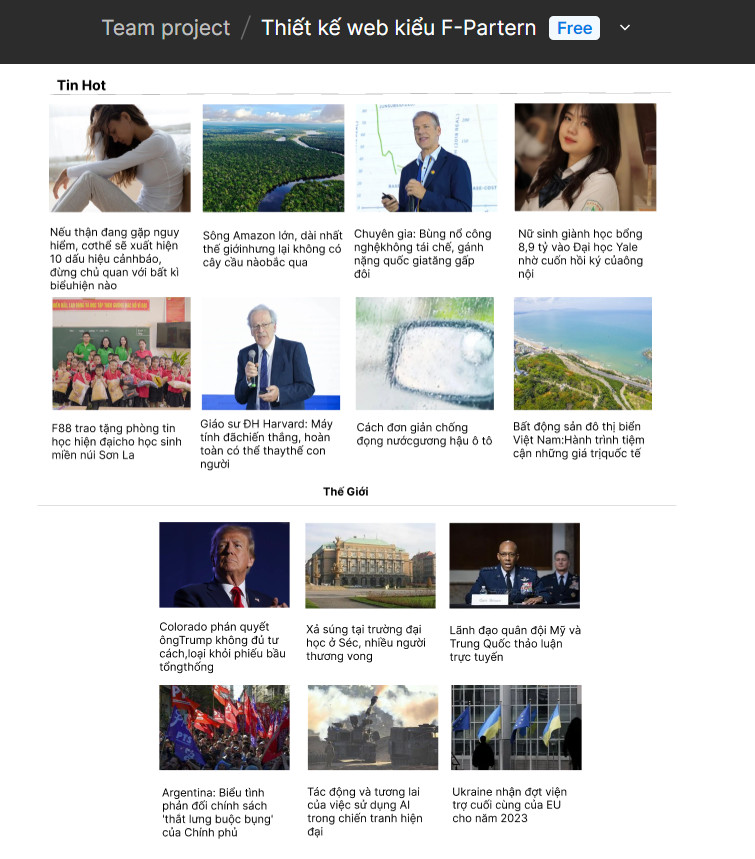 Team project / Thiết kế web kiểu F-Partern Free
Tin Hot
Nếu thận đang gặp nguy
hiểm, cơthể sẽ xuất hiện
10 dấu hiệu cảnhbáo,
đừng chủ quan với bất kì
biểuhiện nào
Sông Amazon lớn, dài nhất
thế giớinhưng lại không có
cây cầu nàobắc qua
Chuyên gia: Bùng nổ công
nghệkhông tái chế, gánh
nặng quốc giatăng gấp
đôi
Nữ sinh giành học bổng
8,9 tỷ vào Đại học Yale
nhờ cuốn hồi ký củaông
nội
F88 trao tặng phòng tin
học hiện đạicho học sinh
miền núi Sơn La
Giáo sư ĐH Harvard: Máy
tính đãchiến thắng, hoàn
toàn có thể thaythế con
người
Cách đơn giản chống
đọng nướcgương hậu ô tô
Bất động sản đô thị biển
Việt Nam:Hành trình tiệm
cận những giá trịquốc tế
Thế Giới
Colorado phán quyết
ôngTrump không đủ tư
cách,loại khỏi phiếu bầu
tổngthống
Xả súng tại trường đại
học ở Séc, nhiều người
thương vong
Lãnh đạo quân đội Mỹ và
Trung Quốc thảo luận
trực tuyến
PTS
Argentina: Biểu tình
phản đối chính sách
'thắt lưng buộc bụng'
của Chính phủ
Tác động và tương lai
của việc sử dụng AI
trong chiến tranh hiện
đại
Ukraine nhận đợt viện
trợ cuối cùng của EU
cho năm 2023